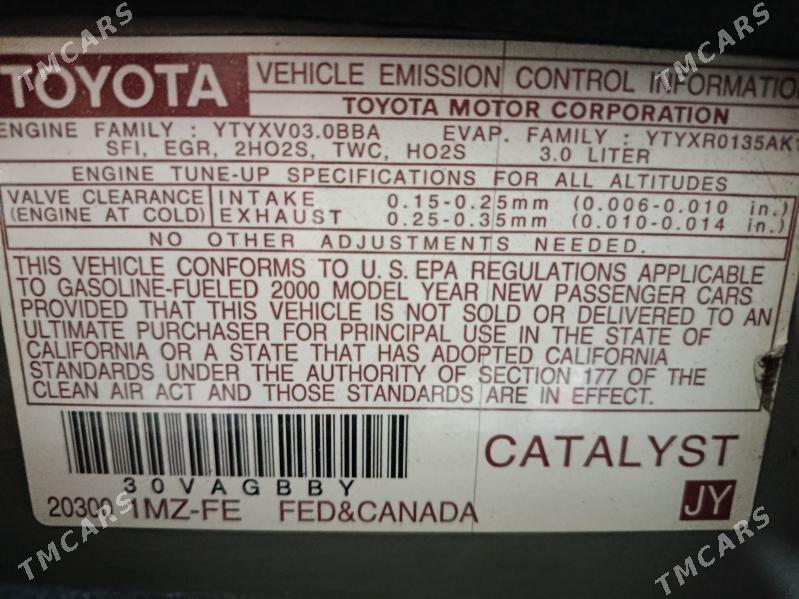 TMCARS
TMCARS
TOYOTA
VEHICLE EMISSION CONTROL INFORMATIO
TOYOTA MOTOR CORPORATION
ENGINE FAMILY : YTYXV03.0BBA EVAP. FAMILY : YTYXR0135AK1
SFI, EGR, 2HO2S, TWC, HO2S 3.0 LITER
ENGINE TUNE-UP SPECIFICATIONS FOR ALL ALTITUDES
VALVE CLEARANCE INTAKE 0.15-0.25mm (0.006-0.010 in.)
(ENGINE AT COLD) EXHAUST 0.25-0.35mm (0.010-0.014 in.)
NO OTHER ADJUSTMENTS NEEDED.
THIS VEHICLE CONFORMS TO U.S.EPA REGULATIONS APPLICABLE
TO GASOLINE-FUELED 2000 MODEL YEAR NEW PASSENGER CARS
PROVIDED THAT THIS VEHICLE IS NOT SOLD OR DELIVERED TO AN
ULTIMATE PURCHASER FOR PRINCIPAL USE IN THE STATE OF
CALIFORNIA OR A STATE THAT HAS ADOPTED CALIFORNIA
STANDARDS UNDER THE AUTHORITY OF SECTION 177 OF THE
CLEAN AIR ACT AND THOSE STANDARDS ARE IN EFFECT.
30VAGBBY
CATALYST
20300 1MZ-FE FED&CANADA
JY
TMCARS
TMCARS